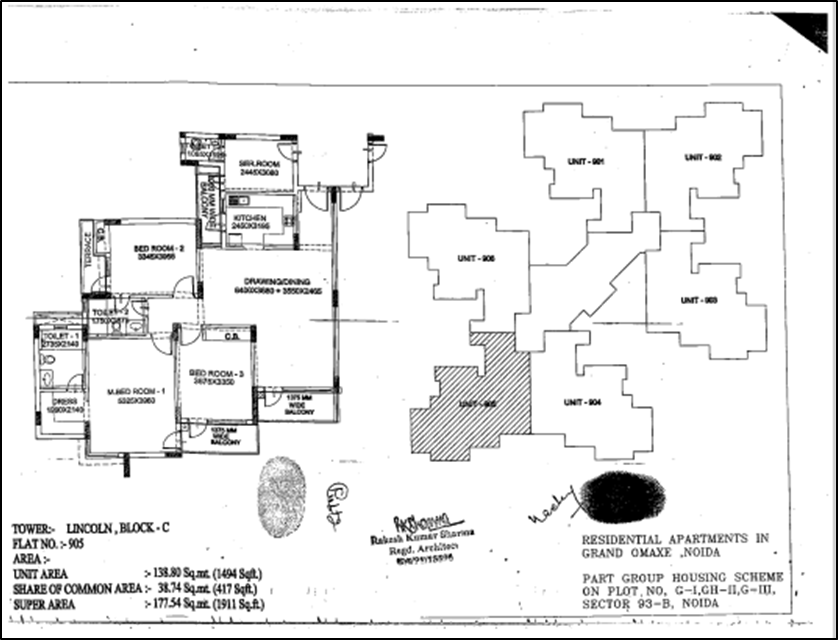 SER.ROOM
2445X3080
KITCHEN
2450X3195
BALCONY
TERRACE
C.B.
BED ROOM - 2
DRAWING/DINING
TOILET - 2
TOILET - 1
2735X2140
C.B.
M.BED ROOM - 1
BED ROOM - 3
3675X3350
DRESS
1375 MM
WIDE
BALCONY
1375 MM
WIDE
BALCONY
UNIT - 901
UNIT - 902
UNIT - 906
UNIT - 903
UNIT - 905
UNIT - 904
Rakesh Kumar Sharma
Regd. Architect
TOWER:- LINCOLN , BLOCK - C
FLAT NO. :- 905
AREA :-
UNIT AREA :- 138.80 Sq.mt. (1494 Sqft.)
SHARE OF COMMON AREA :- 38.74 Sq.mt. (417 Sqft.)
SUPER AREA :- 177.54 Sq.mt. (1911 Sq.ft.)
RESIDENTIAL APARTMENTS IN
GRAND OMAXE ,NOIDA
PART GROUP HOUSING SCHEME
ON PLOT NO, G-I,GH-II,G-III,
SECTOR 93-B, NOIDA